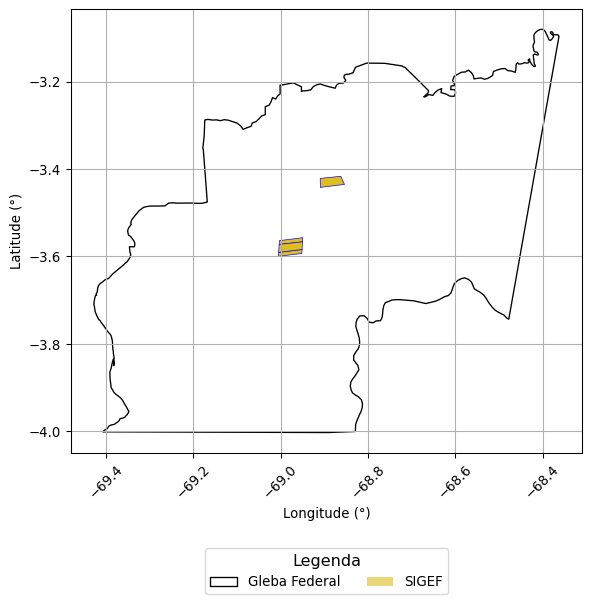 −3.2
−3.4
−3.6
−3.8
−4.0
Latitude (°)
−69.4
−69.2
−69.0
−68.8
−68.6
−68.4
Longitude (°)
Legenda
Gleba Federal
SIGEF